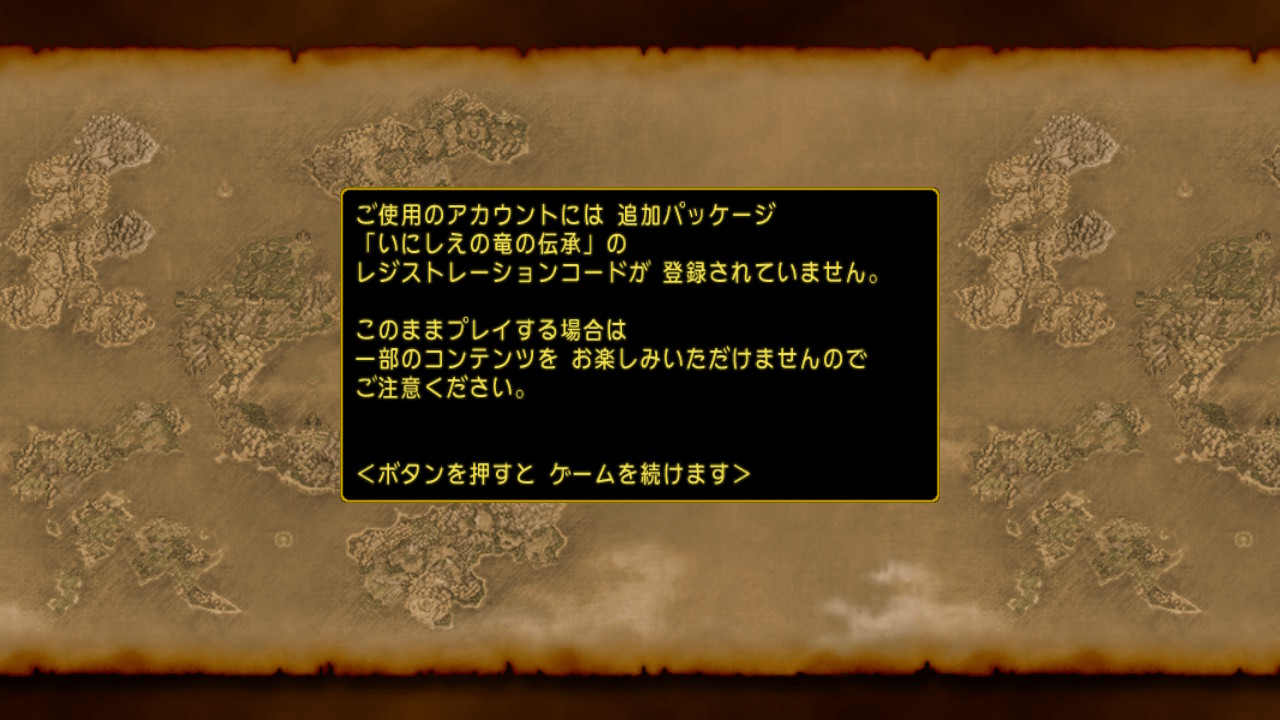 ご使用のアカウントには 追加パッケージ
「いにしえの竜の伝承」の
レジストレーションコードが 登録されていません。
このままプレイする場合は
一部のコンテンツを お楽しみいただけませんので
ご注意ください。
＜ボタンを押すと ゲームを続けます＞